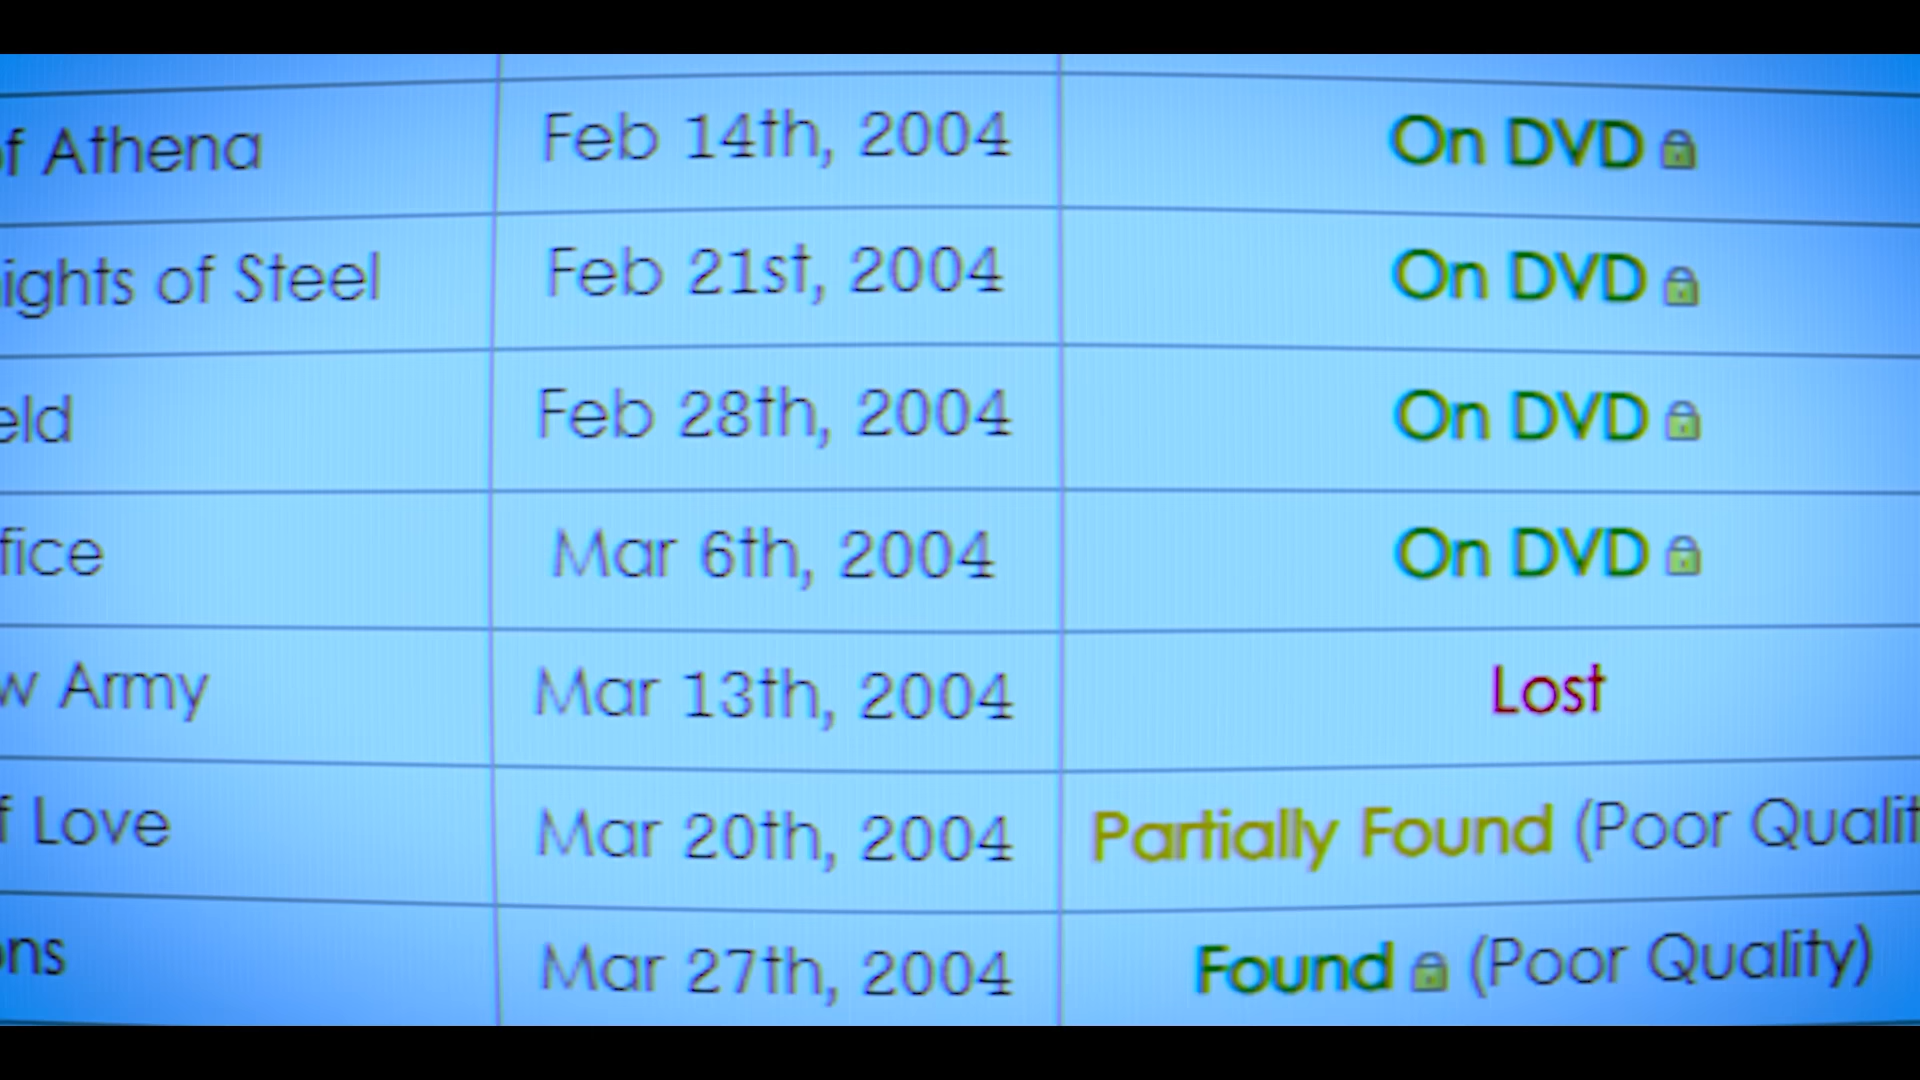 of Athena Feb 14th, 2004 On DVD
ights of Steel Feb 21st, 2004 On DVD
eld Feb 28th, 2004 On DVD
fice Mar 6th, 2004 On DVD
w Army Mar 13th, 2004 Lost
f Love Mar 20th, 2004 Partially Found (Poor Qualit
ons Mar 27th, 2004 Found (Poor Quality)